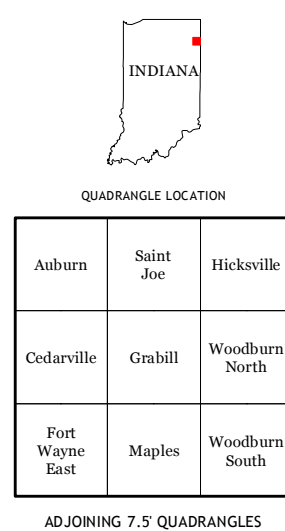 INDIANA
QUADRANGLE LOCATION
Auburn
Saint
Joe
Hicksville
Cedarville
Grabill
Woodburn
North
Fort
Wayne
East
Maples
Woodburn
South
ADJOINING 7.5' QUADRANGLES